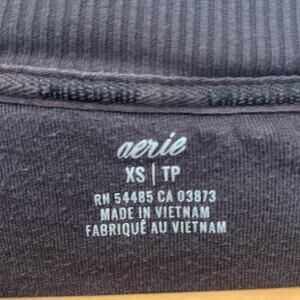 aerie
XS | TP
RN 54485 CA 03873
MADE IN VIETNAM
FABRIQUÉ AU VIETNAM